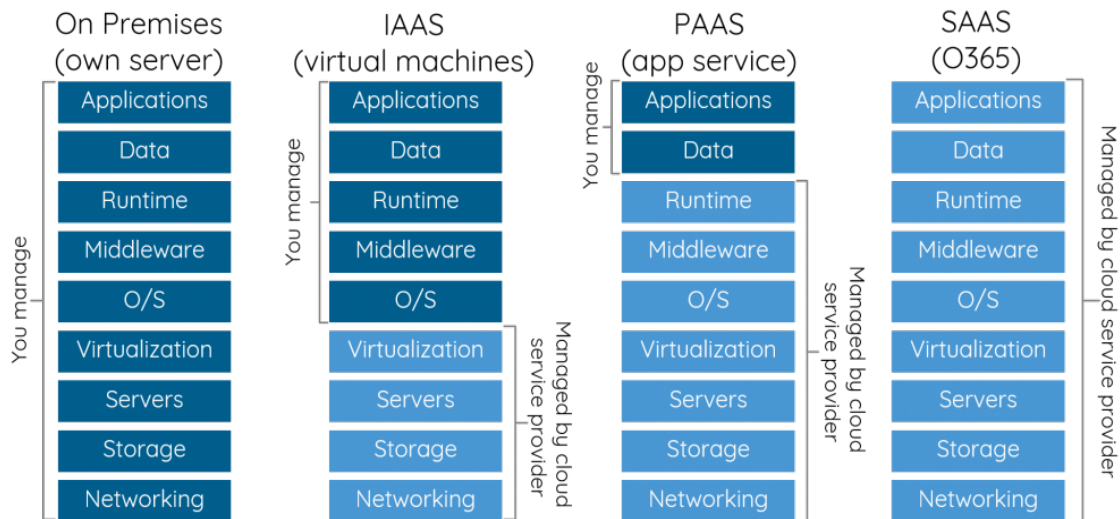 On Premises
(own server)
You manage
Applications
Data
Runtime
Middleware
O/S
Virtualization
Servers
Storage
Networking
IAAS
(virtual machines)
You manage
Applications
Data
Runtime
Middleware
O/S
Virtualization
Servers
Storage
Networking
Managed by cloud
service provider
PAAS
(app service)
You manage
Applications
Data
Runtime
Middleware
O/S
Virtualization
Servers
Storage
Networking
Managed by cloud
service provider
SAAS
(O365)
Applications
Data
Runtime
Middleware
O/S
Virtualization
Servers
Storage
Networking
Managed by cloud service provider